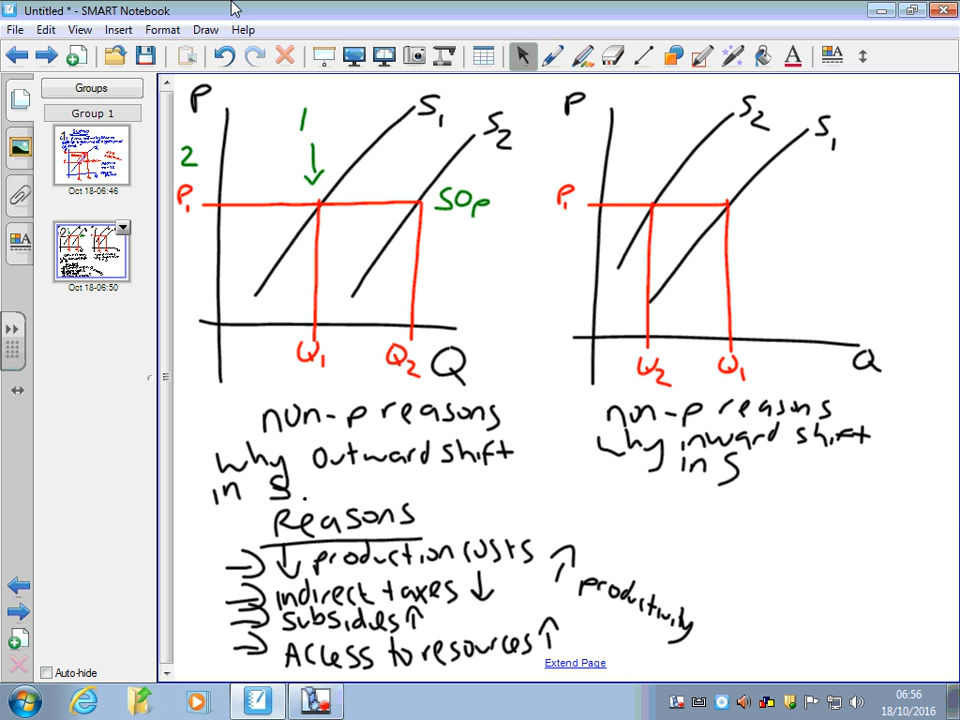 Untitled * - SMART Notebook
File Edit View Insert Format Draw Help
Groups
Group 1
Oct 18-06:46
Oct 18-06:50
P
1
S1
S2
2
P1
50p
Q1
Q2
Q
P
S2
S1
P1
Q2
Q1
Q
non-p reasons
why outward shift
in S.
non-p reasons
why inward shift
in S
Reasons
→ ↓ production costs ↑ productivity
→ indirect taxes ↓
→ subsides ↑
→ Access to resources ↑
Extend Page
Auto-hide
06:56
18/10/2016